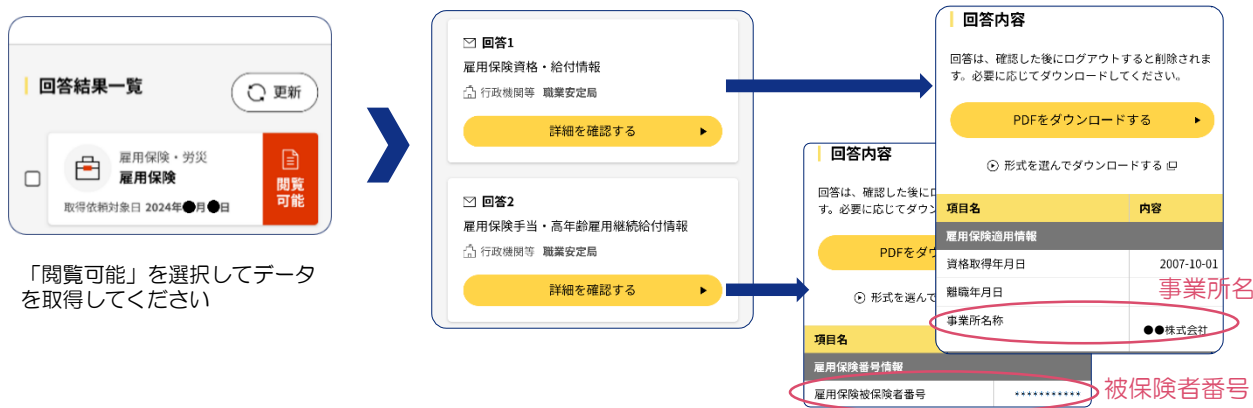 回答結果一覧
更新
雇用保険・労災
雇用保険
取得依頼対象日 2024年●月●日
閲覧
可能
「閲覧可能」を選択してデータ
を取得してください
回答1
雇用保険資格・給付情報
行政機関等 職業安定局
詳細を確認する
回答2
雇用保険手当・高年齢雇用継続給付情報
行政機関等 職業安定局
詳細を確認する
回答内容
回答は、確認した後にログアウトすると削除されま
す。必要に応じてダウンロードしてください。
PDFをダウンロードする
形式を選んでダウンロードする
項目名 内容
雇用保険適用情報
資格取得年月日 2007-10-01
離職年月日
事業所名
事業所名称 ●●株式会社
回答内容
回答は、確認した後に
す。必要に応じてダウン
PDFをダ
形式を選んで
項目名
雇用保険番号情報
雇用保険被保険者番号 ***********
被保険者番号